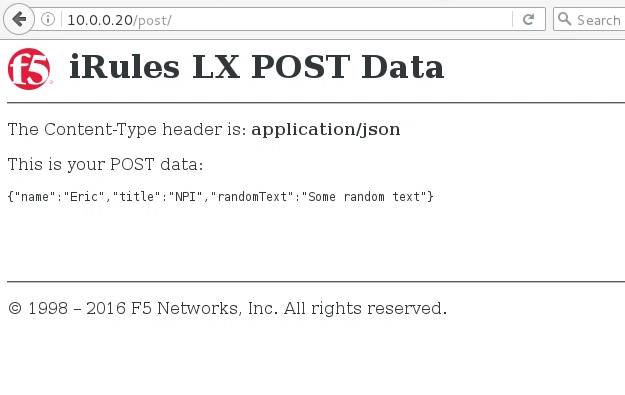 10.0.0.20/post/
Search
f5 iRules LX POST Data
The Content-Type header is: application/json
This is your POST data:
{"name":"Eric","title":"NPI","randomText":"Some random text"}
© 1998 – 2016 F5 Networks, Inc. All rights reserved.